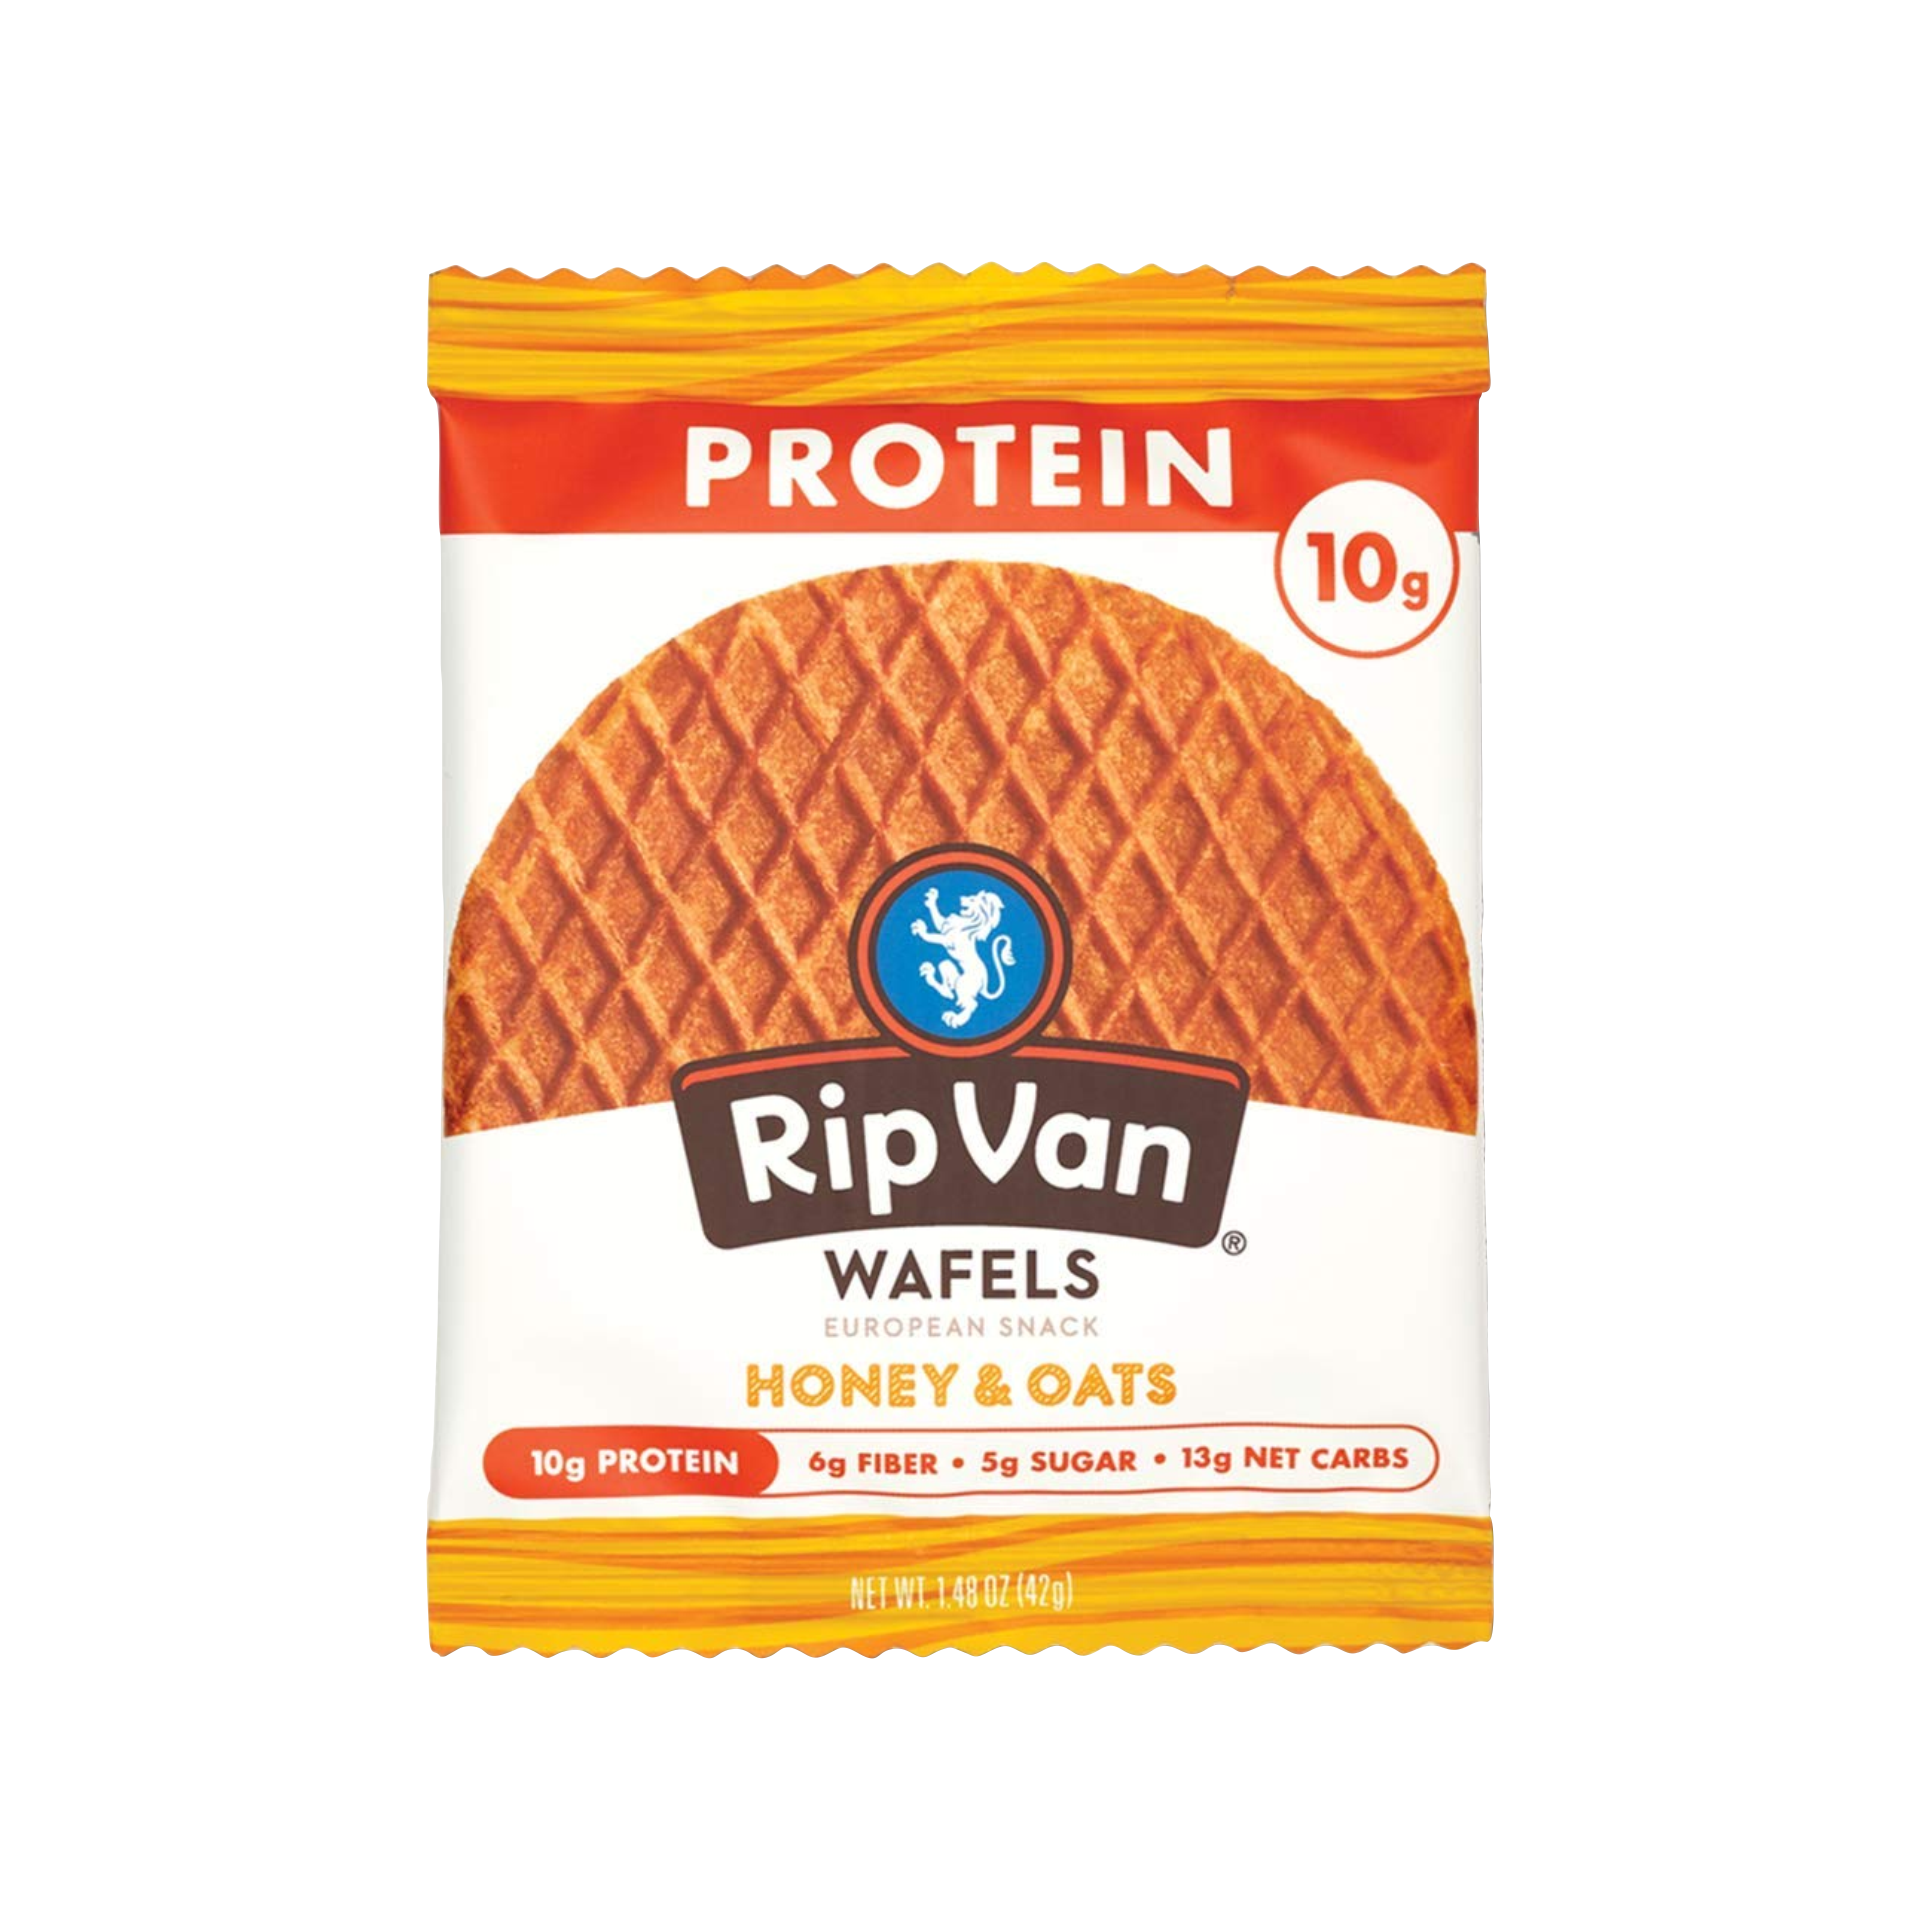 PROTEIN
10g
Rip Van
®
WAFELS
EUROPEAN SNACK
HONEY & OATS
10g PROTEIN 6g FIBER • 5g SUGAR • 13g NET CARBS
NET WT. 1.48 OZ (42g)